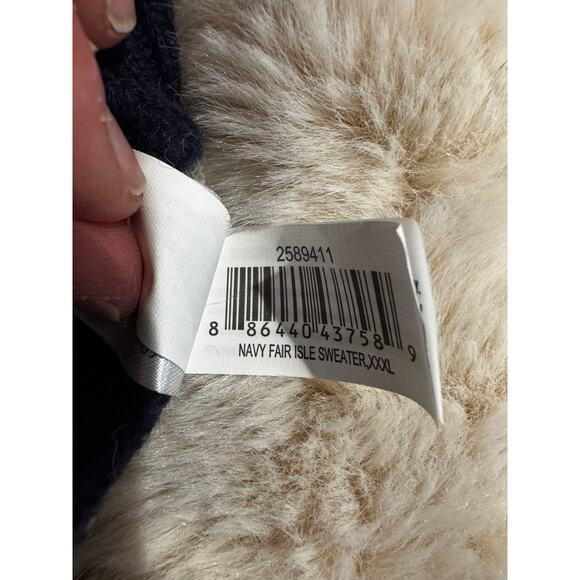 2589411
8 86440 43758 9
NAVY FAIR ISLE SWEATER,XXXL